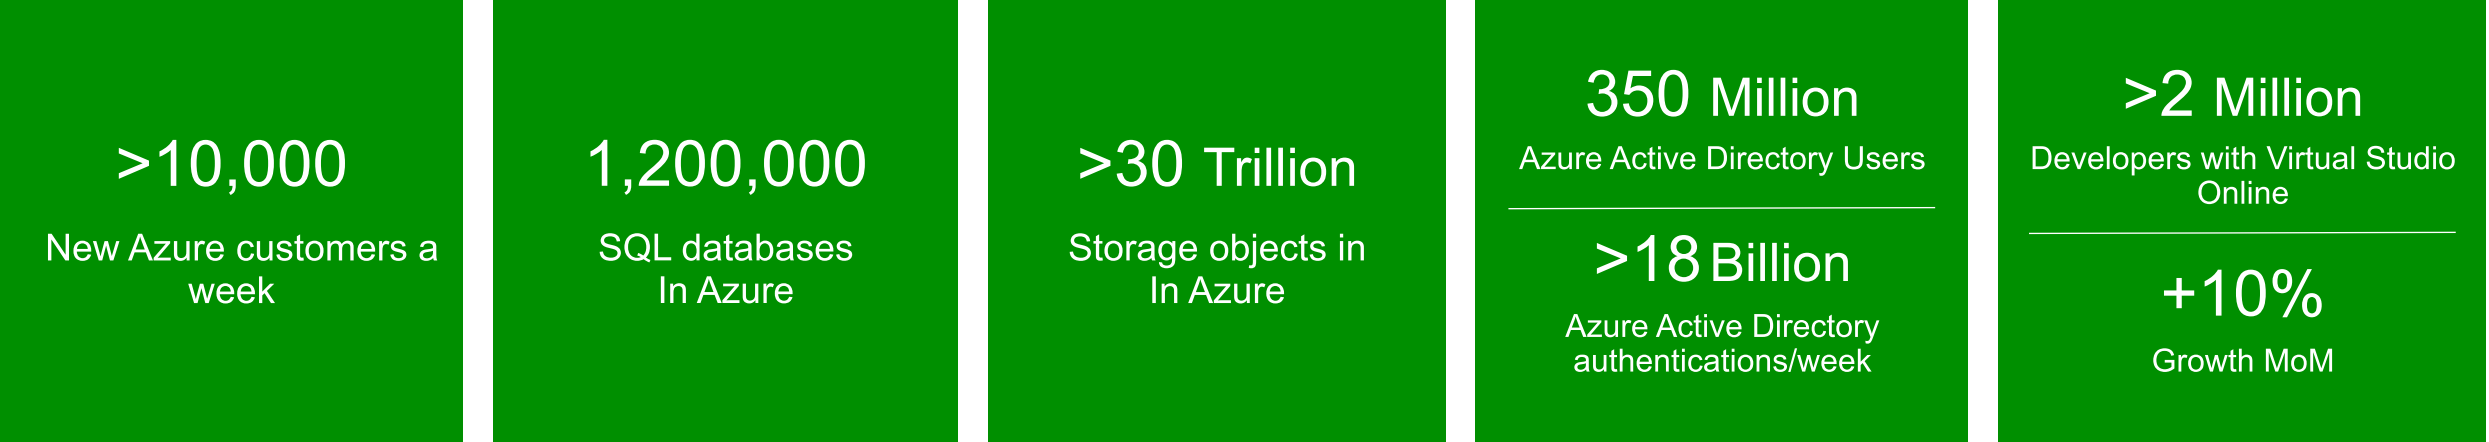 >10,000
New Azure customers a
week
1,200,000
SQL databases
In Azure
>30 Trillion
Storage objects in
In Azure
350 Million
Azure Active Directory Users
>18 Billion
Azure Active Directory
authentications/week
>2 Million
Developers with Virtual Studio
Online
+10%
Growth MoM